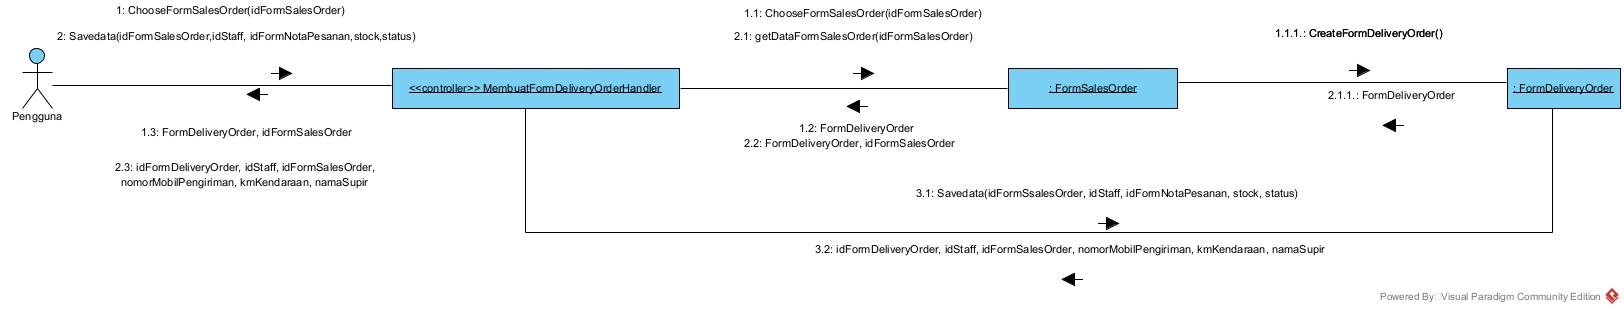 1: ChooseFormSalesOrder(idFormSalesOrder)
2: Savedata(idFormSalesOrder,idStaff, idFormNotaPesanan,stock,status)
Pengguna
1.3: FormDeliveryOrder, idFormSalesOrder
2.3: idFormDeliveryOrder, idStaff, idFormSalesOrder,
nomorMobilPengiriman, kmKendaraan, namaSupir
<<controller>> MembuatFormDeliveryOrderHandler
1.1: ChooseFormSalesOrder(idFormSalesOrder)
2.1: getDataFormSalesOrder(idFormSalesOrder)
1.2: FormDeliveryOrder
2.2: FormDeliveryOrder, idFormSalesOrder
: FormSalesOrder
1.1.1.: CreateFormDeliveryOrder()
2.1.1.: FormDeliveryOrder
: FormDeliveryOrder
3.1: Savedata(idFormSsalesOrder, idStaff, idFormNotaPesanan, stock, status)
3.2: idFormDeliveryOrder, idStaff, idFormSalesOrder, nomorMobilPengiriman, kmKendaraan, namaSupir
Powered By Visual Paradigm Community Edition